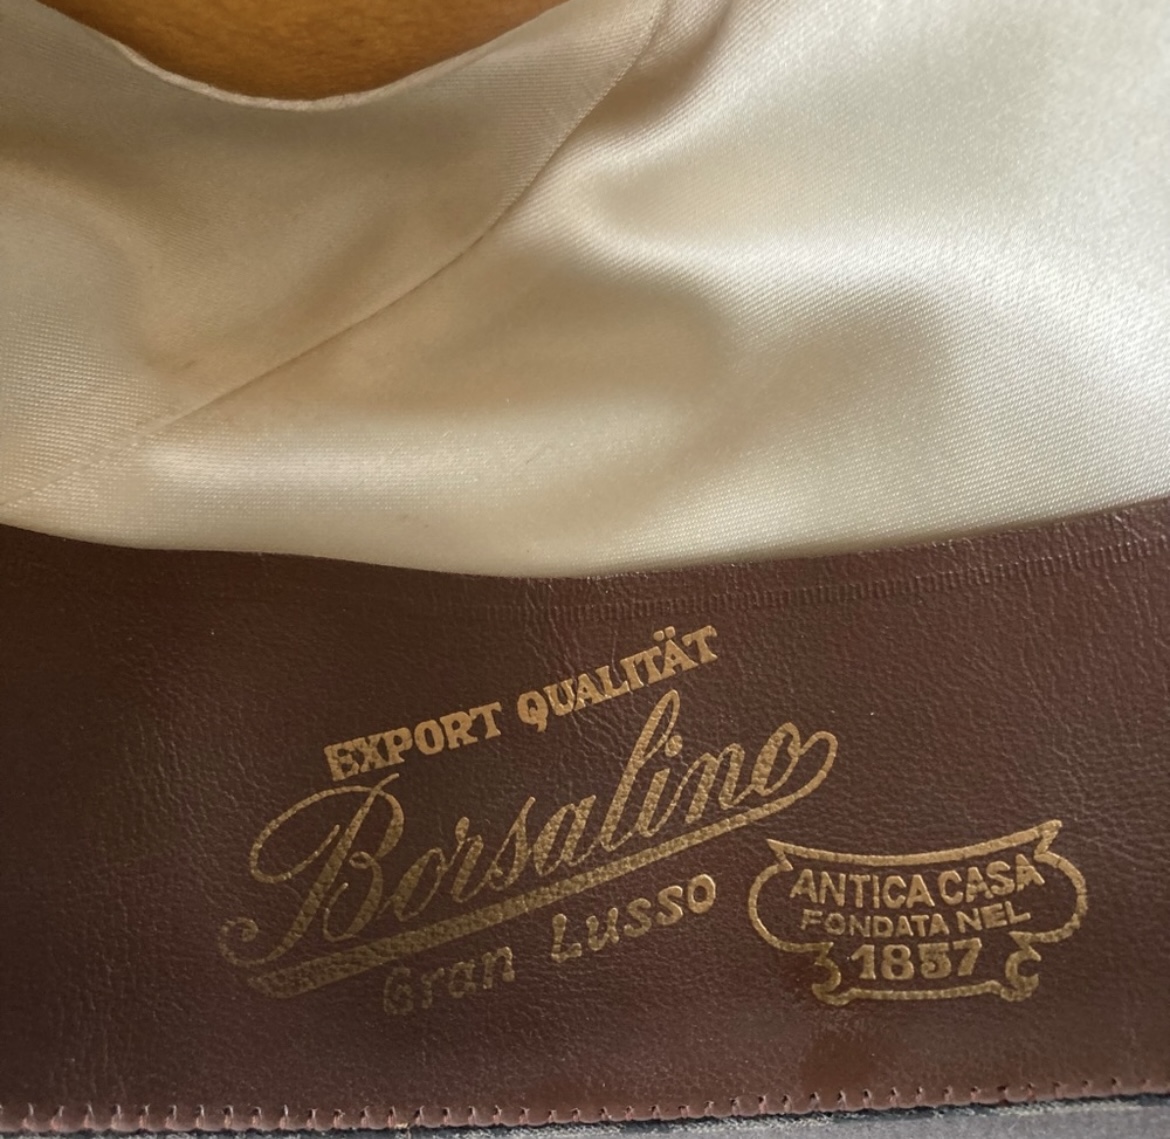 EXPORT QUALITÄT
Borsalino
Gran Lusso
ANTICA CASA
FONDATA NEL
1857